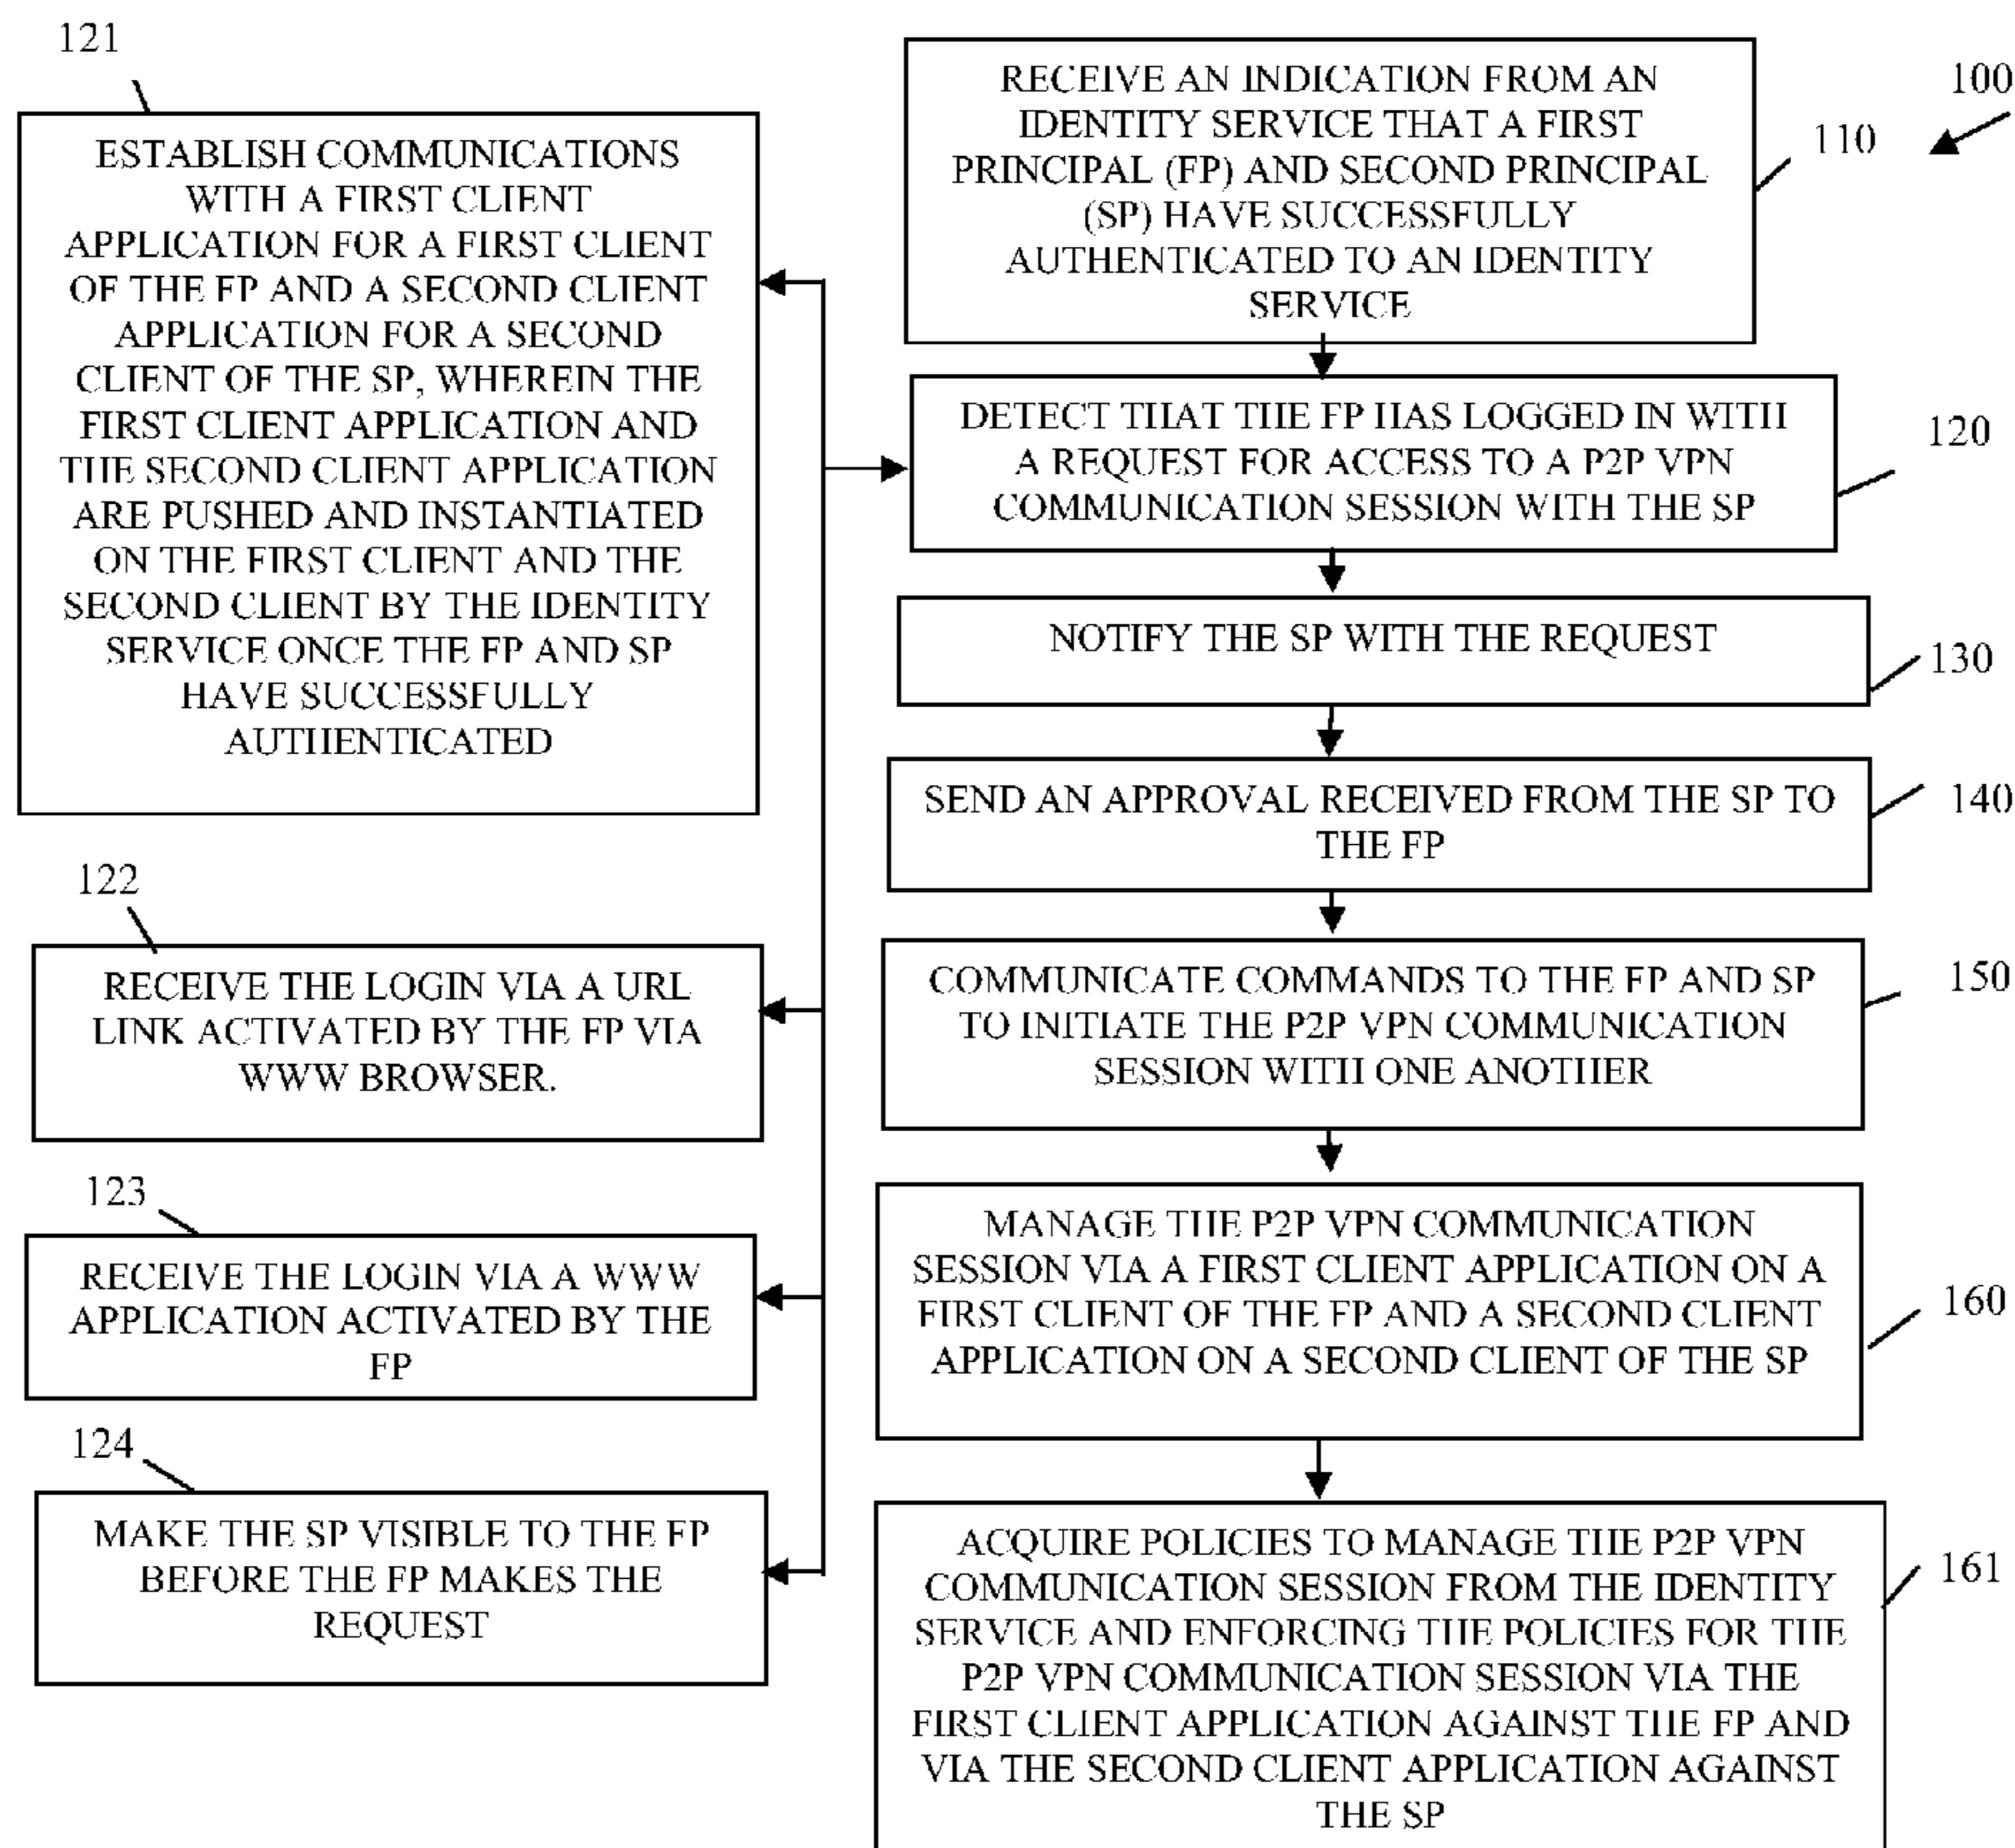 121
ESTABLISH COMMUNICATIONS
WITH A FIRST CLIENT
APPLICATION FOR A FIRST CLIENT
OF THE FP AND A SECOND CLIENT
APPLICATION FOR A SECOND
CLIENT OF THE SP, WHEREIN THE
FIRST CLIENT APPLICATION AND
THE SECOND CLIENT APPLICATION
ARE PUSHED AND INSTANTIATED
ON THE FIRST CLIENT AND THE
SECOND CLIENT BY THE IDENTITY
SERVICE ONCE THE FP AND SP
HAVE SUCCESSFULLY
AUTHENTICATED
122
RECEIVE THE LOGIN VIA A URL
LINK ACTIVATED BY THE FP VIA
WWW BROWSER.
123
RECEIVE THE LOGIN VIA A WWW
APPLICATION ACTIVATED BY THE
FP
124
MAKE THE SP VISIBLE TO THE FP
BEFORE THE FP MAKES THE
REQUEST
100
RECEIVE AN INDICATION FROM AN
IDENTITY SERVICE THAT A FIRST
PRINCIPAL (FP) AND SECOND PRINCIPAL
(SP) HAVE SUCCESSFULLY
AUTHENTICATED TO AN IDENTITY
SERVICE
110
DETECT THAT THE FP HAS LOGGED IN WITH
A REQUEST FOR ACCESS TO A P2P VPN
COMMUNICATION SESSION WITH THE SP
120
NOTIFY THE SP WITH THE REQUEST
130
SEND AN APPROVAL RECEIVED FROM THE SP TO
THE FP
140
COMMUNICATE COMMANDS TO THE FP AND SP
TO INITIATE THE P2P VPN COMMUNICATION
SESSION WITH ONE ANOTHER
150
MANAGE THE P2P VPN COMMUNICATION
SESSION VIA A FIRST CLIENT APPLICATION ON A
FIRST CLIENT OF THE FP AND A SECOND CLIENT
APPLICATION ON A SECOND CLIENT OF THE SP
160
ACQUIRE POLICIES TO MANAGE THE P2P VPN
COMMUNICATION SESSION FROM THE IDENTITY
SERVICE AND ENFORCING THE POLICIES FOR THE
P2P VPN COMMUNICATION SESSION VIA THE
FIRST CLIENT APPLICATION AGAINST THE FP AND
VIA THE SECOND CLIENT APPLICATION AGAINST
THE SP
161